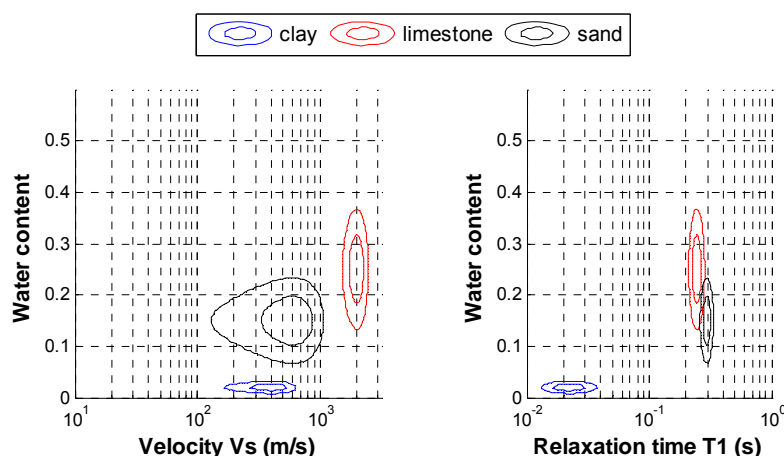 clay limestone sand
Water content
0.5
0.4
0.3
0.2
0.1
0
10^1 10^2 10^3
Velocity Vs (m/s)
Water content
0.5
0.4
0.3
0.2
0.1
0
10^-2 10^-1 10^0
Relaxation time T1 (s)